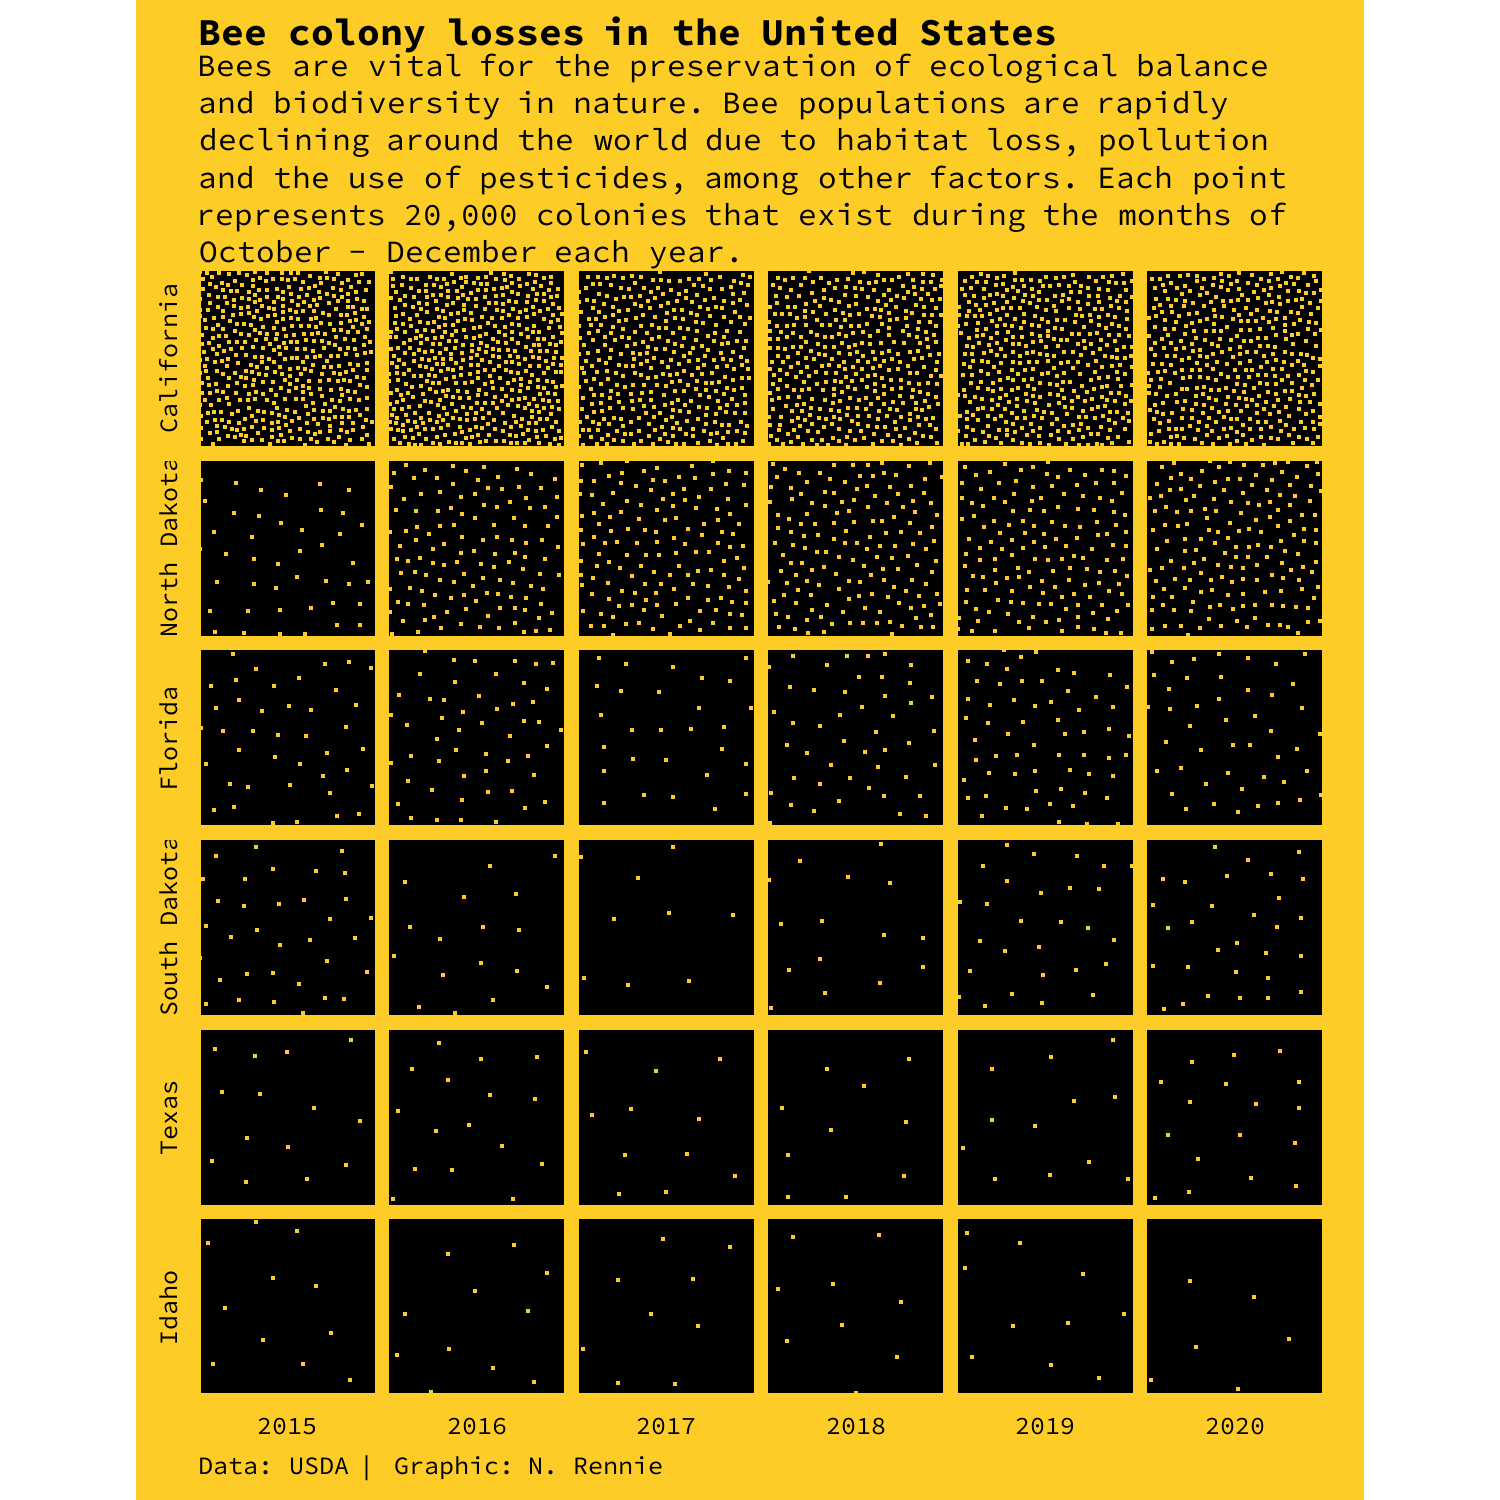 Bee colony losses in the United States
Bees are vital for the preservation of ecological balance
and biodiversity in nature. Bee populations are rapidly
declining around the world due to habitat loss, pollution
and the use of pesticides, among other factors. Each point
represents 20,000 colonies that exist during the months of
October – December each year.
California
North Dakota
Florida
South Dakota
Texas
Idaho
2015 2016 2017 2018 2019 2020
Data: USDA | Graphic: N. Rennie